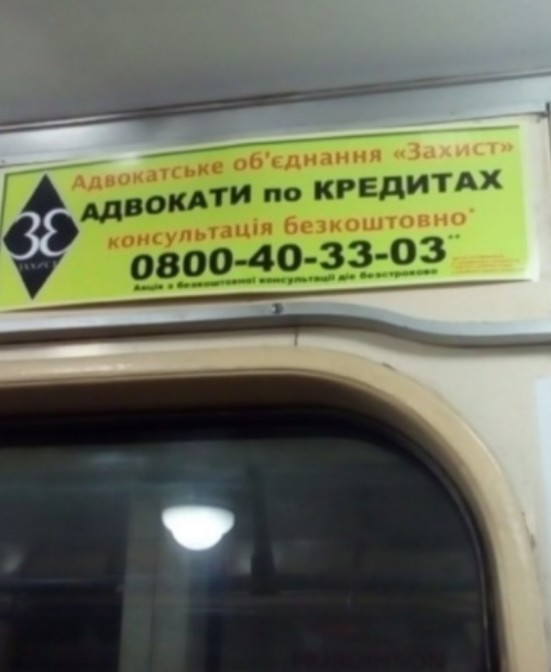 Адвокатське об'єднання «Захист»
АДВОКАТИ по КРЕДИТАХ
консультація безкоштовно*
0800-40-33-03**
Акція з безкоштовної консультації діє безстроково